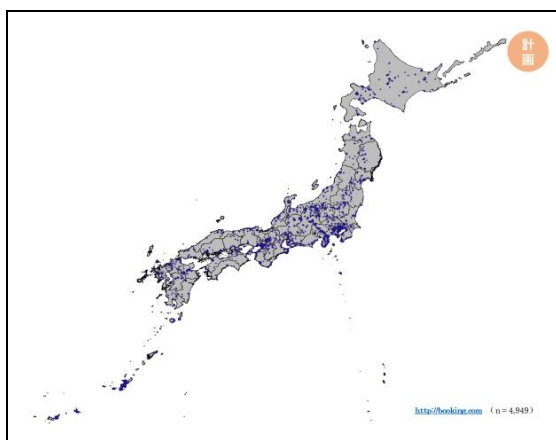 計
画
http://booking.com （n = 4,949）